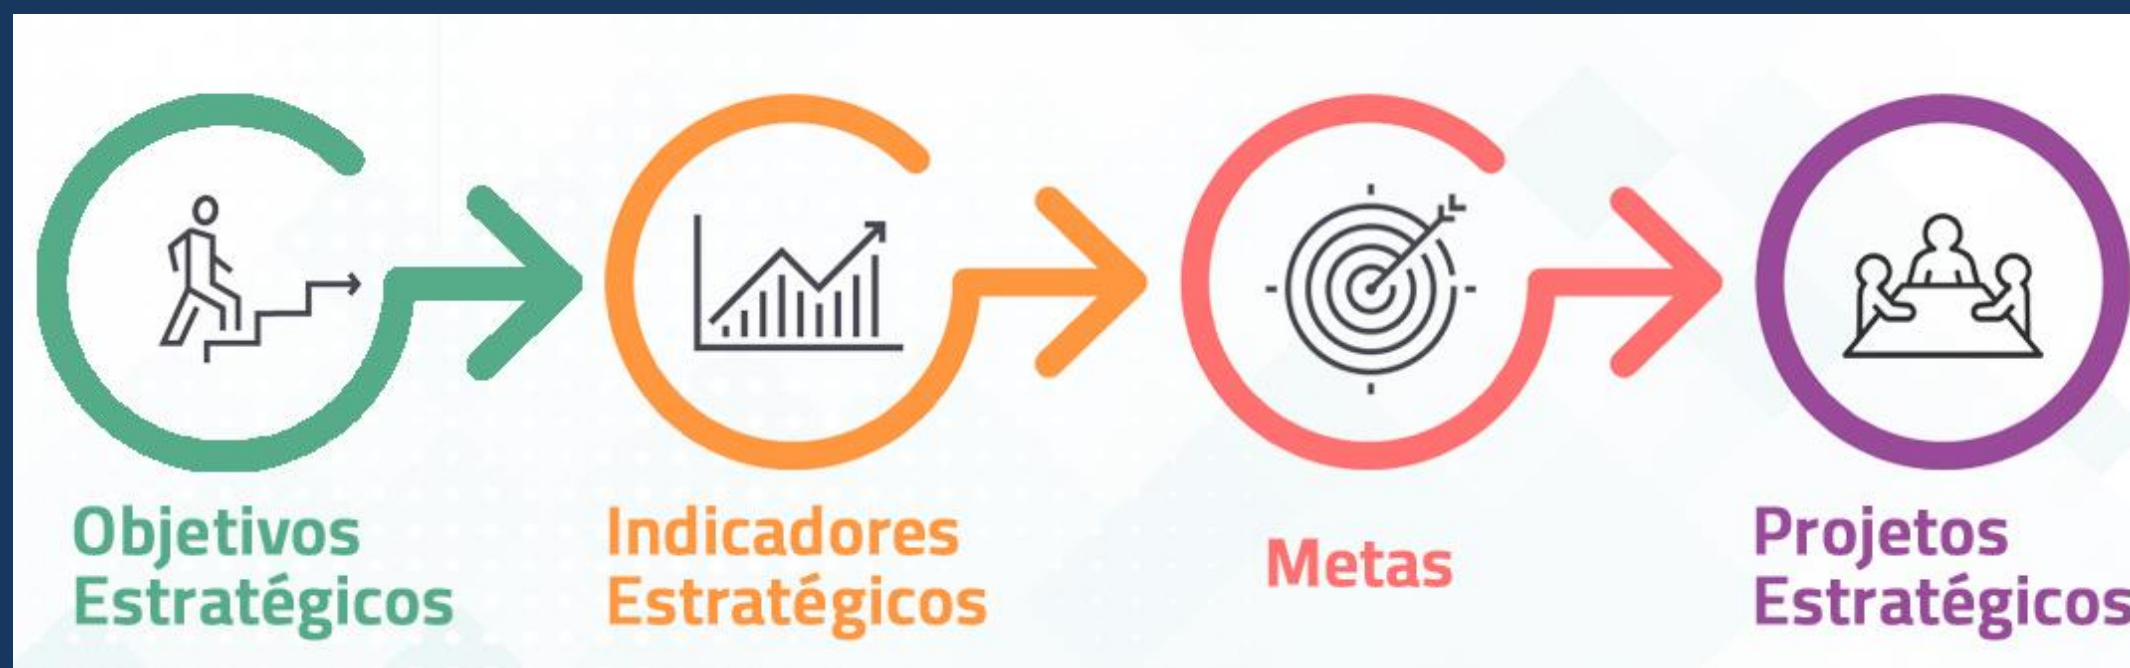 Objetivos
Estratégicos
Indicadores
Estratégicos
Metas
Projetos
Estratégicos